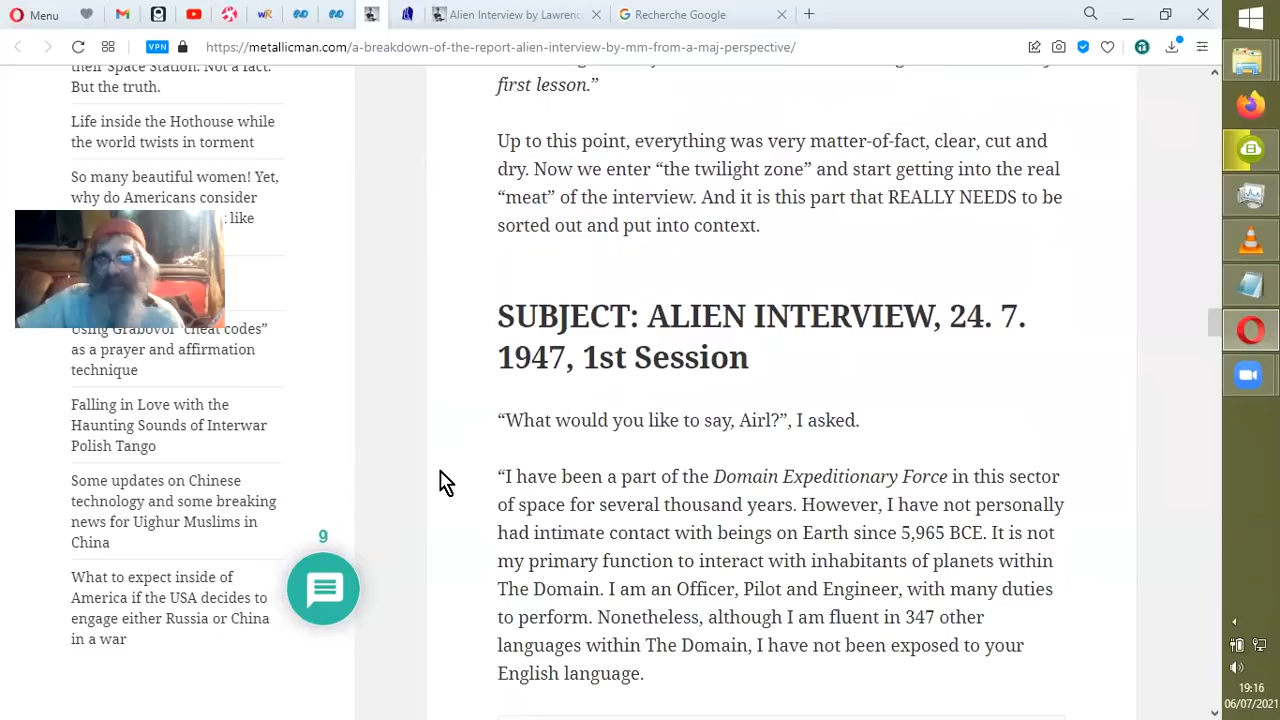 Menu
Alien Interview by Lawrenc
Recherche Google
VPN
https://metallicman.com/a-breakdown-of-the-report-alien-interview-by-mm-from-a-maj-perspective/
their Space Station. Not a fact.
But the truth.
Life inside the Hothouse while
the world twists in torment
So many beautiful women! Yet,
why do Americans consider
like
Using Grabovoi “cheat codes”
as a prayer and affirmation
technique
Falling in Love with the
Haunting Sounds of Interwar
Polish Tango
Some updates on Chinese
technology and some breaking
news for Uighur Muslims in
China
What to expect inside of
America if the USA decides to
engage either Russia or China
in a war
9
first lesson.”
Up to this point, everything was very matter-of-fact, clear, cut and
dry. Now we enter “the twilight zone” and start getting into the real
“meat” of the interview. And it is this part that REALLY NEEDS to be
sorted out and put into context.
SUBJECT: ALIEN INTERVIEW, 24. 7.
1947, 1st Session
“What would you like to say, Airl?”, I asked.
“I have been a part of the Domain Expeditionary Force in this sector
of space for several thousand years. However, I have not personally
had intimate contact with beings on Earth since 5,965 BCE. It is not
my primary function to interact with inhabitants of planets within
The Domain. I am an Officer, Pilot and Engineer, with many duties
to perform. Nonetheless, although I am fluent in 347 other
languages within The Domain, I have not been exposed to your
English language.
19:16
06/07/2021